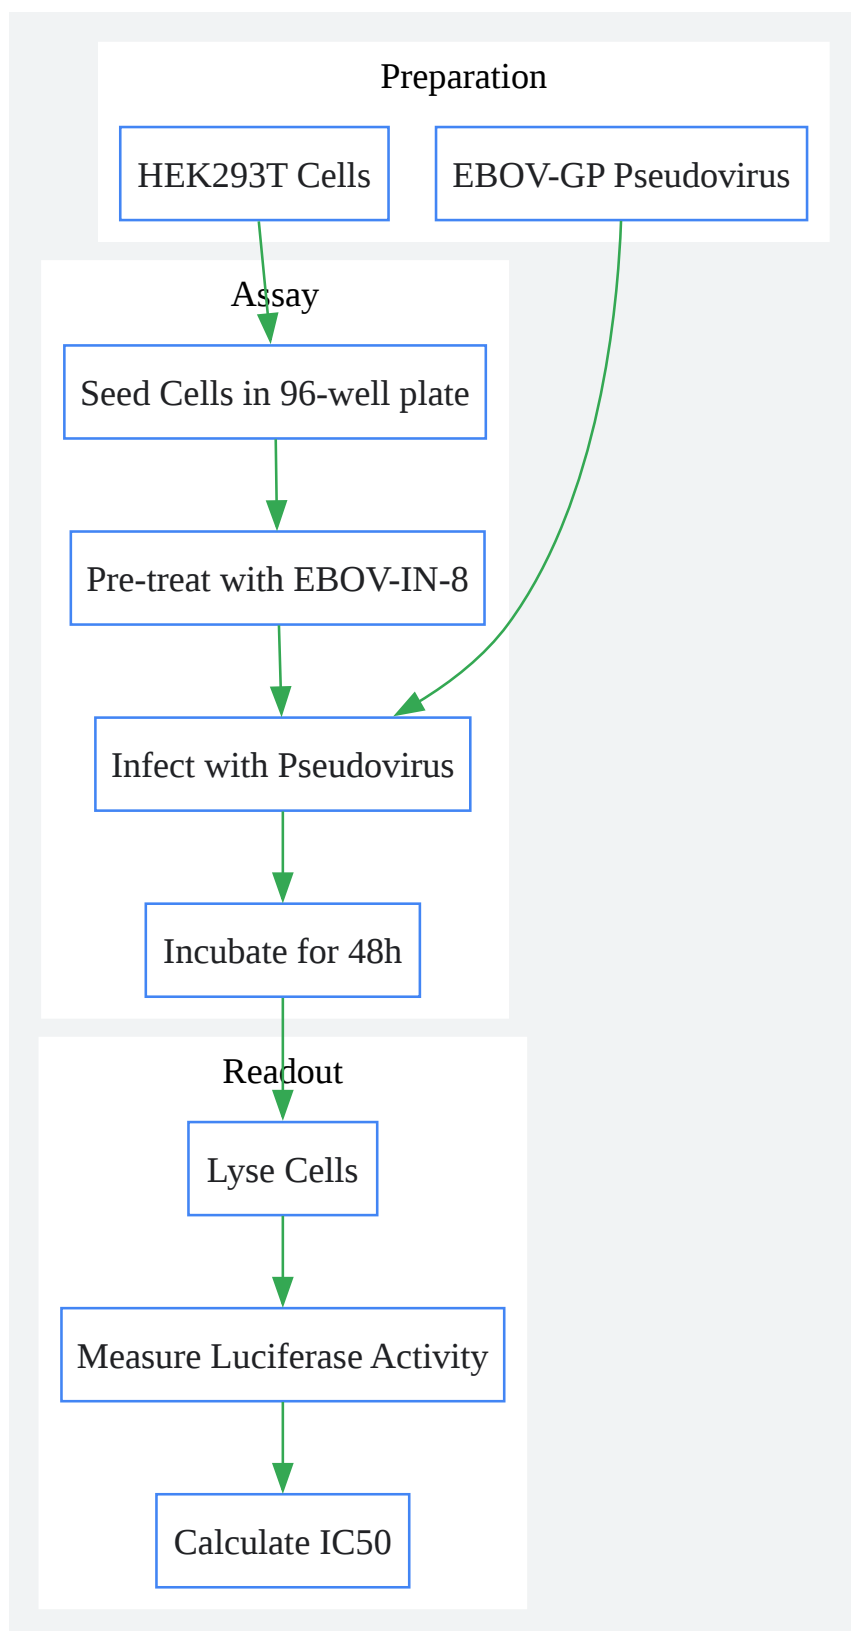 Preparation
HEK293T Cells
EBOV-GP Pseudovirus
Assay
Seed Cells in 96-well plate
Pre-treat with EBOV-IN-8
Infect with Pseudovirus
Incubate for 48h
Readout
Lyse Cells
Measure Luciferase Activity
Calculate IC50